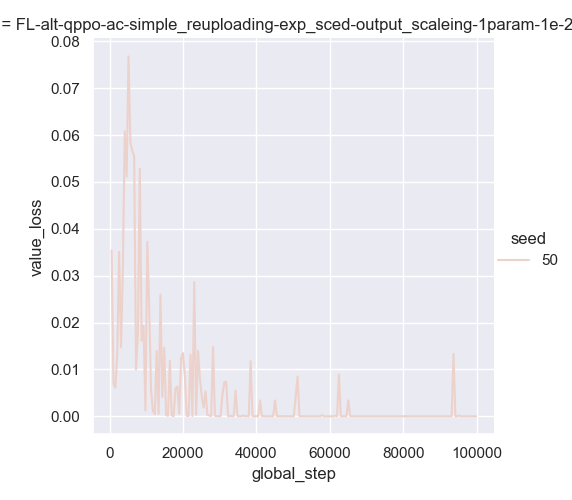 = FL-alt-qppo-ac-simple_reuploading-exp_sced-output_scaleing-1param-1e-2
0.08
0.07
0.06
0.05
0.04
0.03
0.02
0.01
0.00
value_loss
0 20000 40000 60000 80000 100000
global_step
seed
50